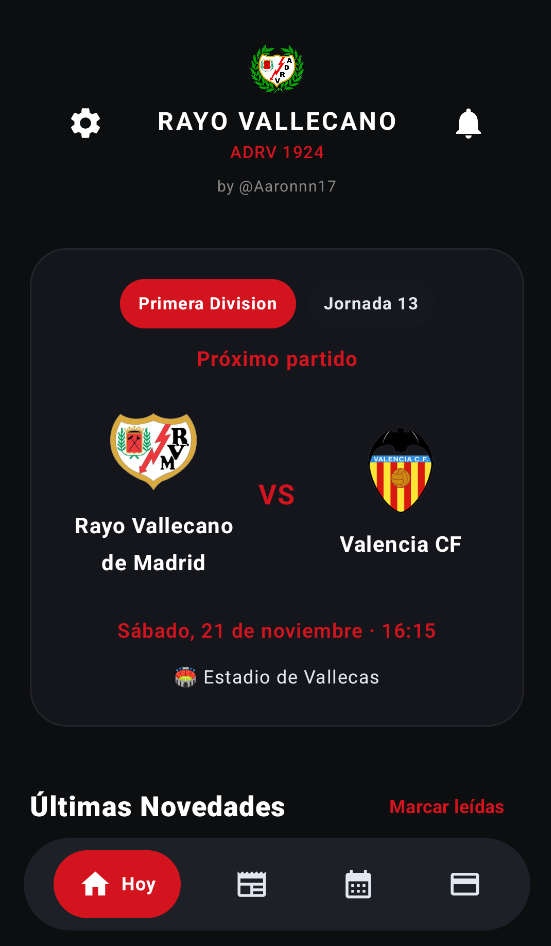 A
D
R
V
RAYO VALLECANO
ADRV 1924
by @Aaronnn17
Primera Division
Jornada 13
Próximo partido
R
V
M
VALENCIA C.F.
VS
Rayo Vallecano
de Madrid
Valencia CF
Sábado, 21 de noviembre · 16:15
Estadio de Vallecas
Últimas Novedades
Marcar leídas
Hoy